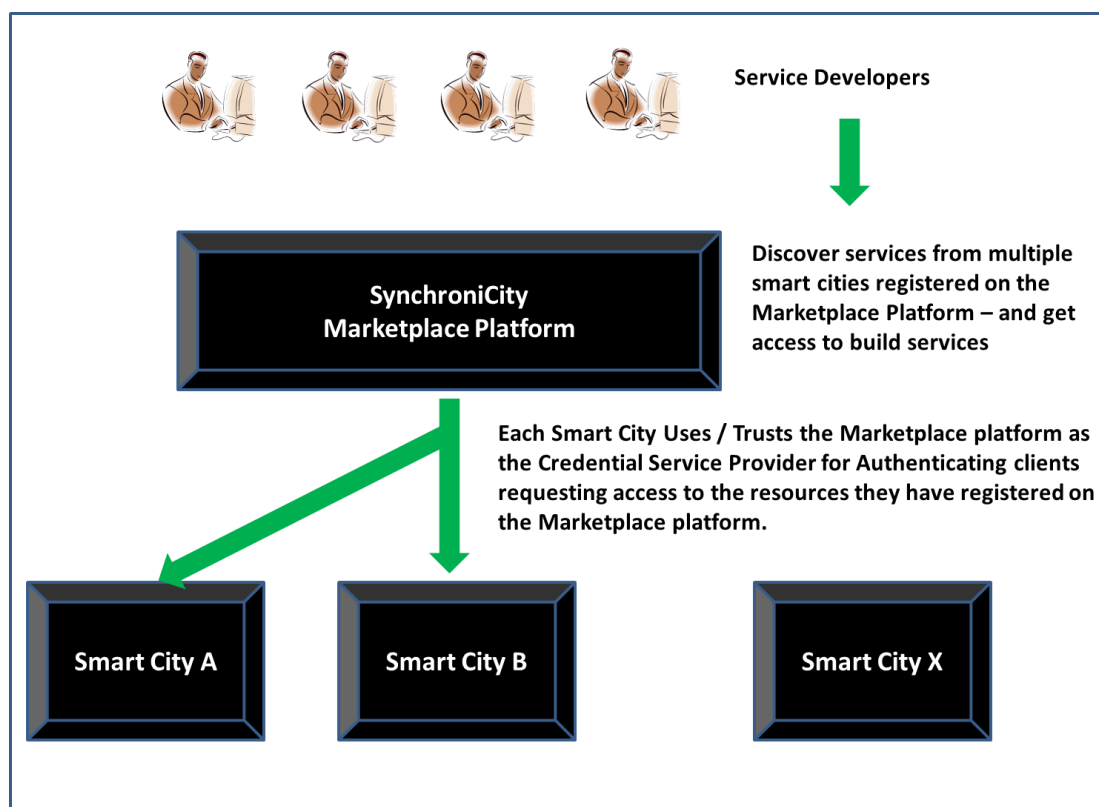 Service Developers
Discover services from multiple
smart cities registered on the
Marketplace Platform – and get
access to build services
SynchroniCity
Marketplace Platform
Each Smart City Uses / Trusts the Marketplace platform as
the Credential Service Provider for Authenticating clients
requesting access to the resources they have registered on
the Marketplace platform.
Smart City A
Smart City B
Smart City X